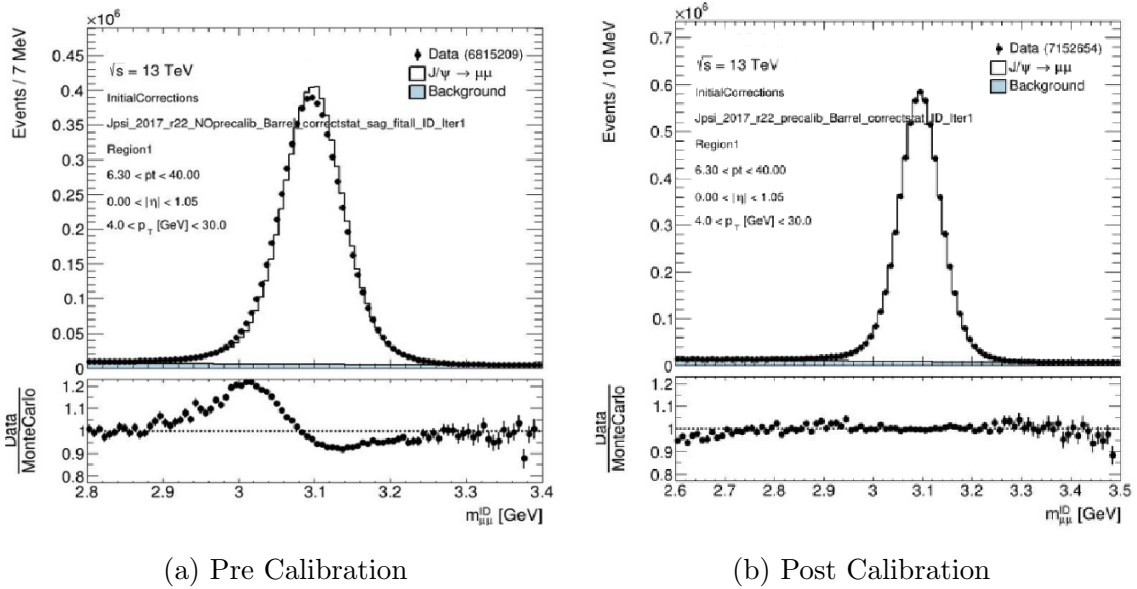 ×10⁶
Events / 7 MeV
0.45
0.4
0.35
0.3
0.25
0.2
0.15
0.1
0.05
0
√s = 13 TeV
InitialCorrections
Jpsi_2017_r22_NOprecalib_Barrel_correctstat_sag_fitall_ID_Iter1
Region1
6.30 < pt < 40.00
0.00 < |η| < 1.05
4.0 < p_T [GeV] < 30.0
Data (6815209)
J/ψ → μμ
Background
Data
MonteCarlo
1.2
1.1
1
0.9
0.8
2.8 2.9 3 3.1 3.2 3.3 3.4
m^ID_μμ [GeV]
(a) Pre Calibration
×10⁶
Events / 10 MeV
0.7
0.6
0.5
0.4
0.3
0.2
0.1
0
√s = 13 TeV
InitialCorrections
Jpsi_2017_r22_precalib_Barrel_correctstat_ID_Iter1
Region1
6.30 < pt < 40.00
0.00 < |η| < 1.05
4.0 < p_T [GeV] < 30.0
Data (7152654)
J/ψ → μμ
Background
Data
MonteCarlo
1.2
1.1
1
0.9
0.8
2.6 2.7 2.8 2.9 3 3.1 3.2 3.3 3.4 3.5
m^ID_μμ [GeV]
(b) Post Calibration